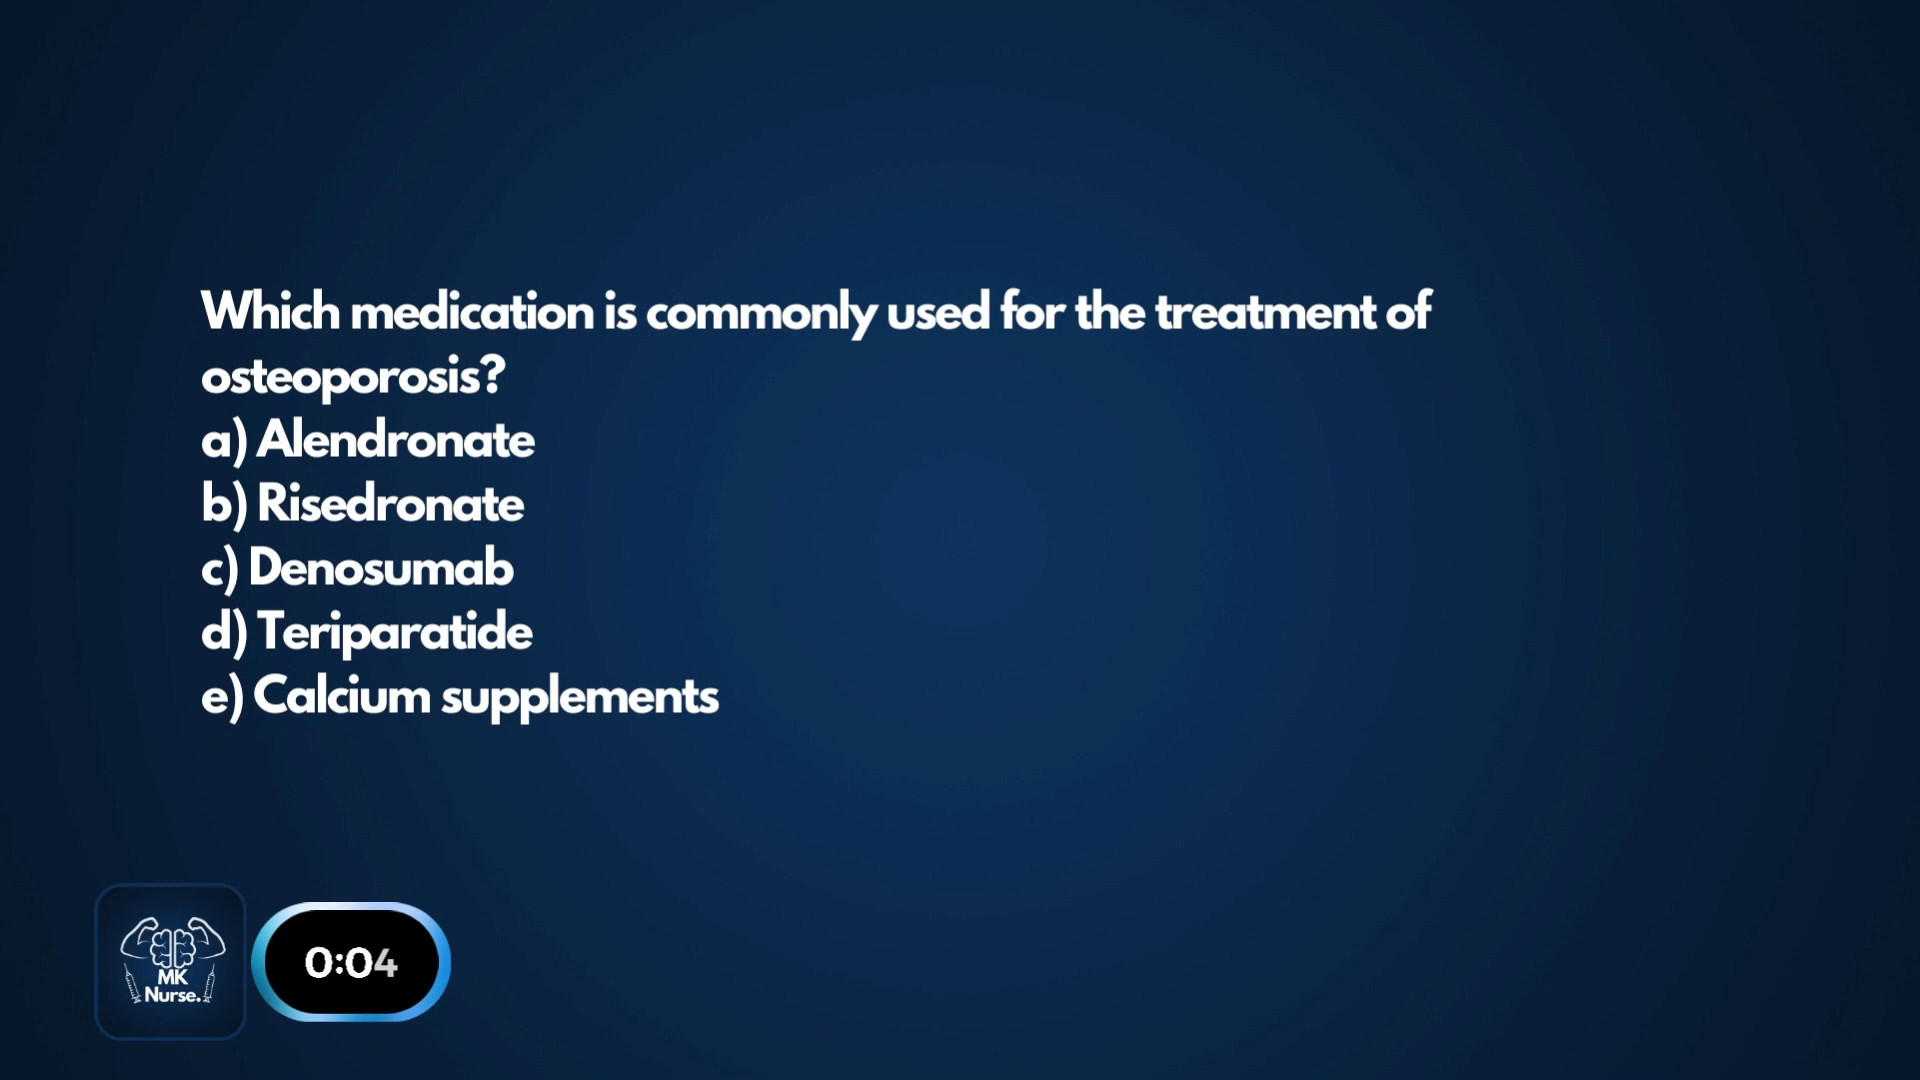 Which medication is commonly used for the treatment of
osteoporosis?
a) Alendronate
b) Risedronate
c) Denosumab
d) Teriparatide
e) Calcium supplements
MK
Nurse.
0:04